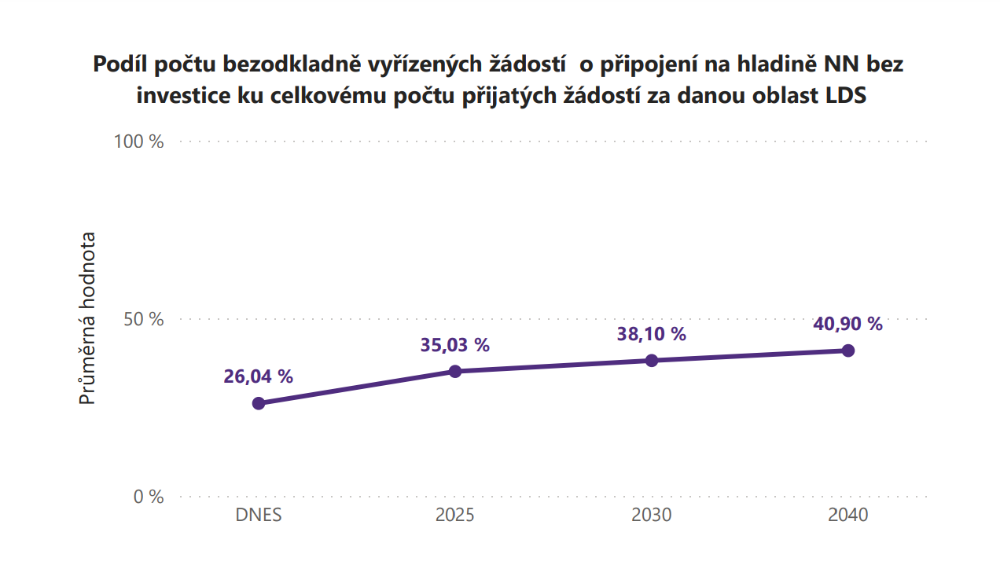 Podíl počtu bezodkladně vyřízených žádostí  o připojení na hladině NN bez
investice ku celkovému počtu přijatých žádostí za danou oblast LDS
100 %
Průměrná hodnota
50 %
0 %
26,04 %
35,03 %
38,10 %
40,90 %
DNES
2025
2030
2040